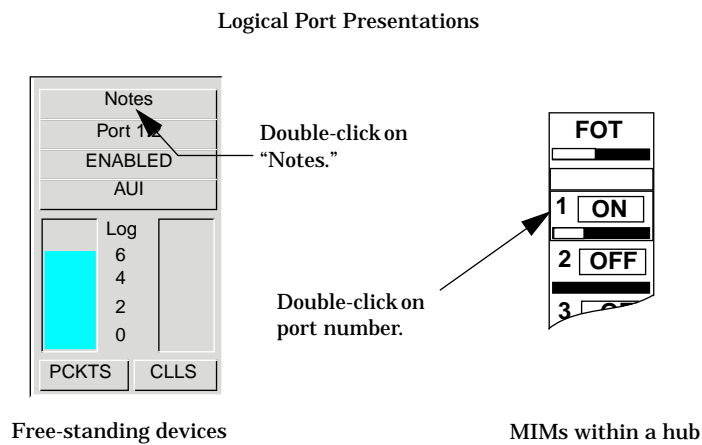 Logical Port Presentations
Notes
Port
ENABLED
AUI
Log
6
4
2
0
PCKTS
CLLS
Double-click on
“Notes.”
Double-click on
port number.
FOT
1 ON
2 OFF
3
Free-standing devices
MIMs within a hub